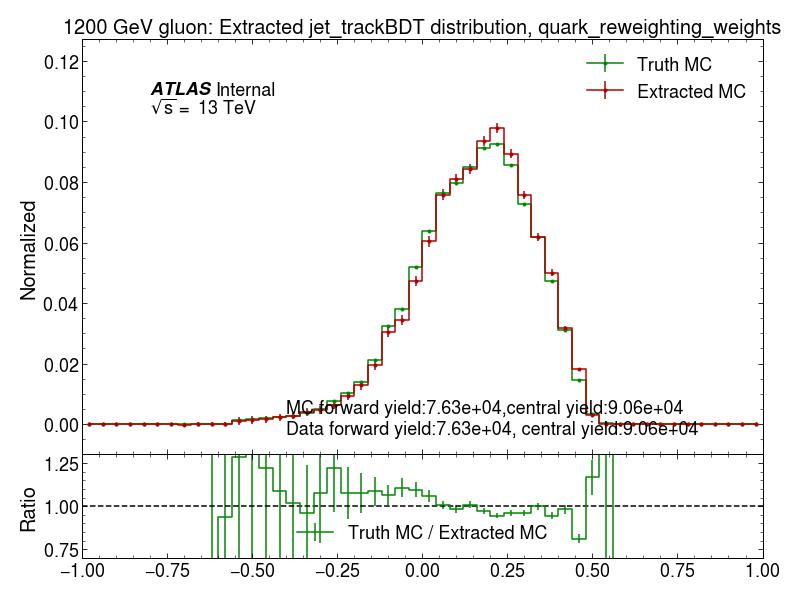 1200 GeV gluon: Extracted jet_trackBDT distribution, quark_reweighting_weights
0.12
0.10
0.08
0.06
0.04
0.02
0.00
Normalized
ATLAS Internal
√s = 13 TeV
Truth MC
Extracted MC
MC forward yield:7.63e+04,central yield:9.06e+04
Data forward yield:7.63e+04, central yield:9.06e+04
1.25
1.00
0.75
Ratio
Truth MC / Extracted MC
−1.00 −0.75 −0.50 −0.25 0.00 0.25 0.50 0.75 1.00